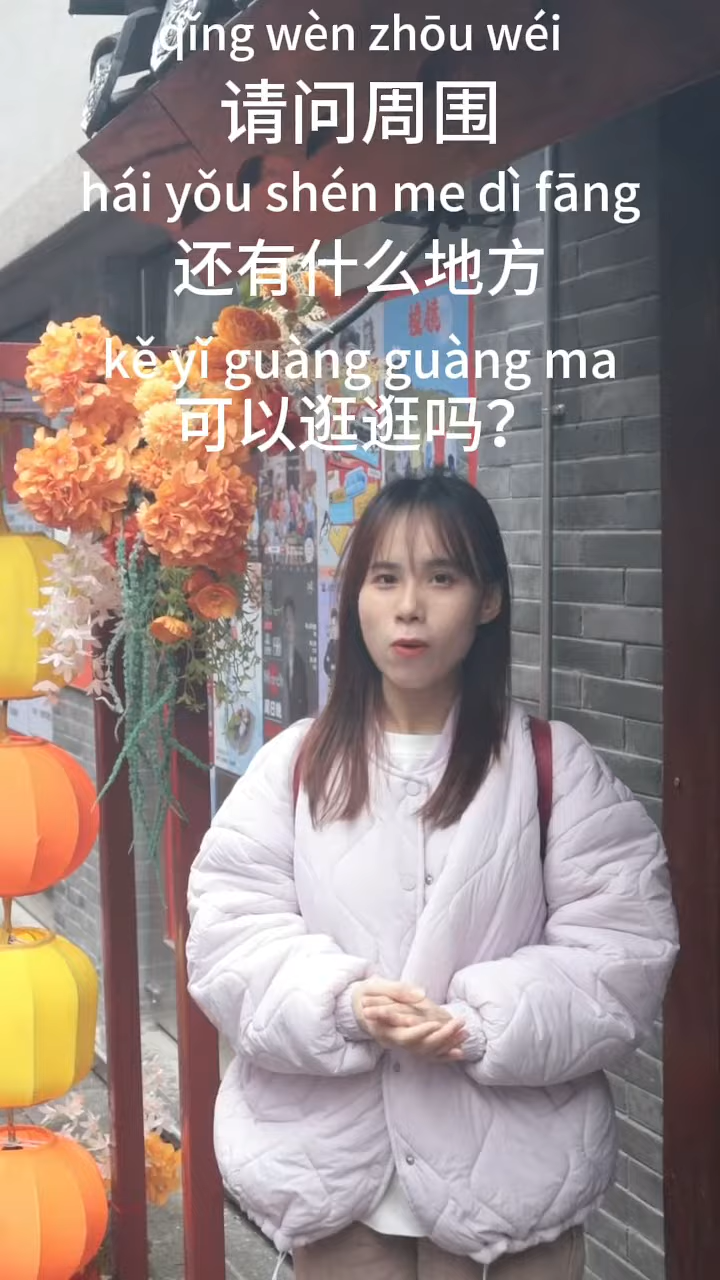 qǐng wèn zhōu wéi
请问周围
hái yǒu shén me dì fāng
还有什么地方
kě yǐ guàng guàng ma
可以逛逛吗？